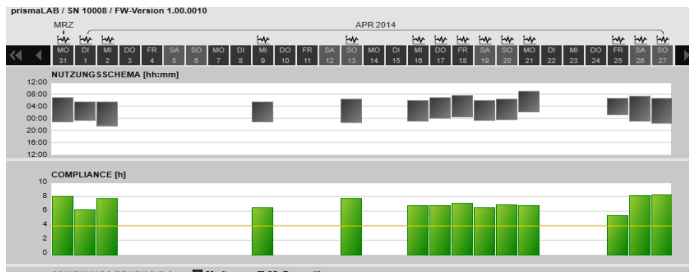 prismaLAB / SN 10008 / FW-Version 1.00.0010
MRZ APR 2014
MO DI MI DO FR SA SO MO DI MI DO FR SA SO MO DI MI DO FR SA SO MO DI MI DO FR SA SO
31 1 2 3 4 5 6 7 8 9 10 11 12 13 14 15 16 17 18 19 20 21 22 23 24 25 26 27
NUTZUNGSSCHEMA [hh:mm]
12:00
08:00
04:00
00:00
20:00
16:00
12:00
COMPLIANCE [h]
10
8
6
4
2
0